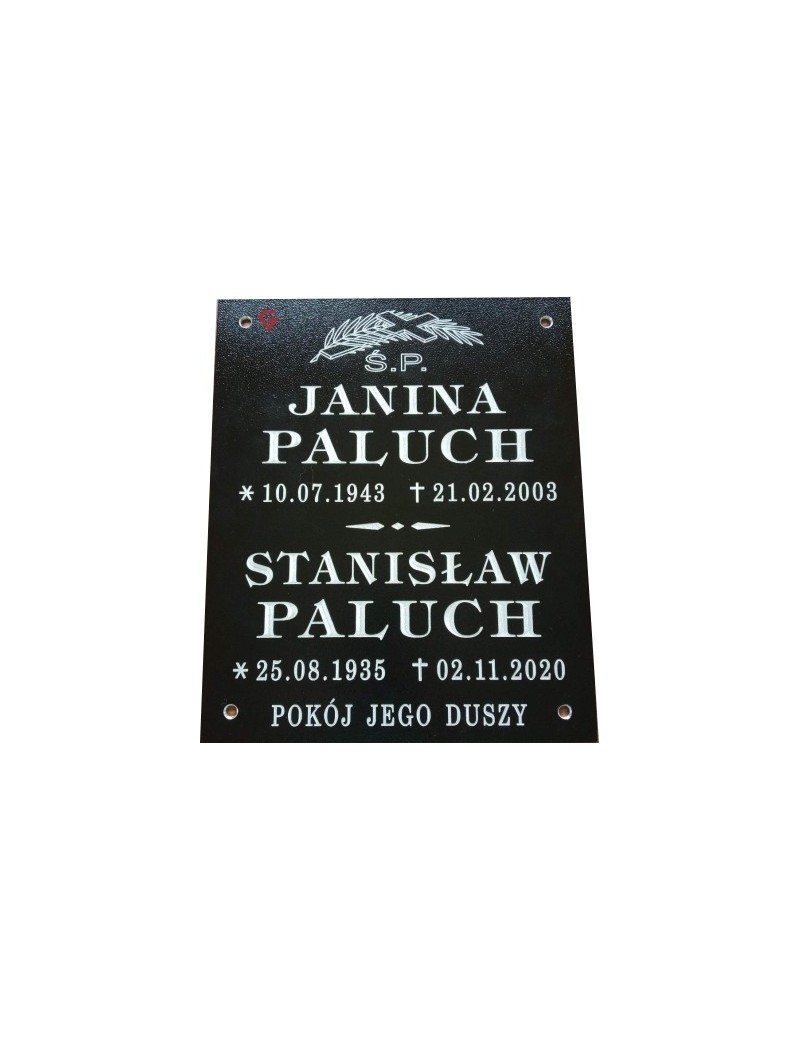 Ś.P.
JANINA
PALUCH
* 10.07.1943 † 21.02.2003
STANISŁAW
PALUCH
* 25.08.1935 † 02.11.2020
POKÓJ JEGO DUSZY